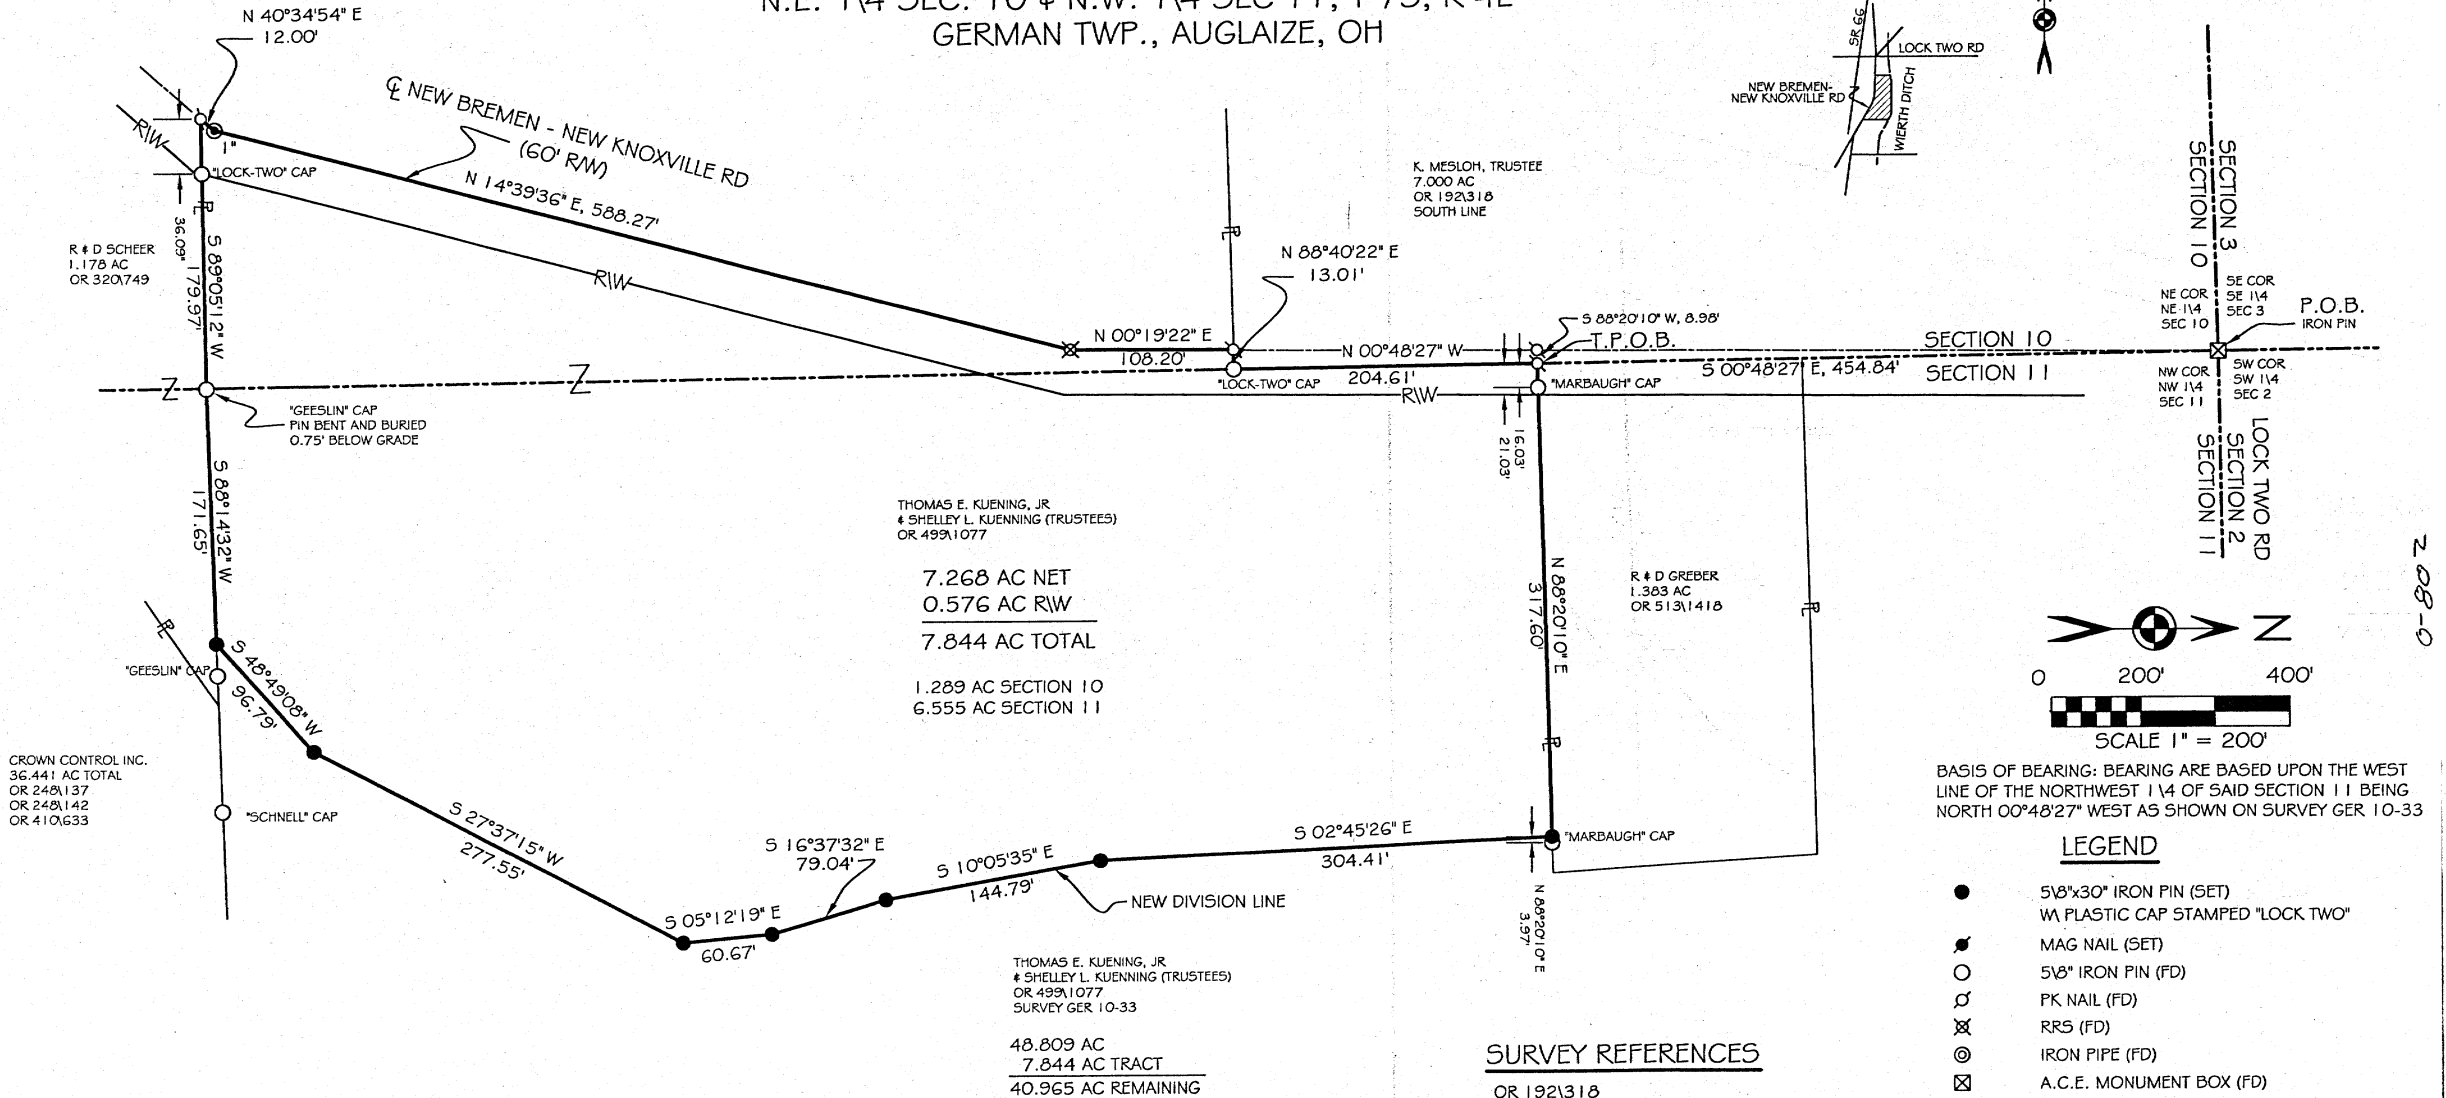 N.E. 1\4 SEC. 10 & N.W. 1\4 SEC 11, T-7S, R-4E
GERMAN TWP., AUGLAIZE, OH
N 40°34'54" E
12.00'
℄ NEW BREMEN - NEW KNOXVILLE RD
(60' R/W)
N 14°39'36" E, 588.27'
R\W
1"
"LOCK-TWO" CAP
PL
36.09"
S 89°05'12" W
179.97'
R & D SCHEER
1.178 AC
OR 320\749
R\W
K. MESLOH, TRUSTEE
7.000 AC
OR 192\318
SOUTH LINE
PL
N 88°40'22" E
13.01'
N 00°19'22" E
108.20'
"LOCK-TWO" CAP
N 00°48'27" W
204.61'
S 88°20'10" W, 8.98'
T.P.O.B.
"MARBAUGH" CAP
R\W
16.03'
21.03'
S 00°48'27" E, 454.84'
SECTION 10
SECTION 11
SR 66
LOCK TWO RD
NEW BREMEN-
NEW KNOXVILLE RD
WIERTH DITCH
SECTION 3
SECTION 10
NE COR
NE 1\4
SEC 10
SE COR
SE 1\4
SEC 3
P.O.B.
IRON PIN
NW COR
NW 1\4
SEC 11
SW COR
SW 1\4
SEC 2
LOCK TWO RD
SECTION 2
SECTION 11
Z
Z
"GEESLIN" CAP
PIN BENT AND BURIED
0.75' BELOW GRADE
S 88°14'32" W
171.65'
PL
"GEESLIN" CAP
S 48°49'08" W
96.79'
CROWN CONTROL INC.
36.441 AC TOTAL
OR 248\137
OR 248\142
OR 410\633
"SCHNELL" CAP
S 27°37'15" W
277.55'
S 05°12'19" E
60.67'
S 16°37'32" E
79.04'
S 10°05'35" E
144.79'
NEW DIVISION LINE
S 02°45'26" E
304.41'
"MARBAUGH" CAP
N 88°20'10" E
3.97'
THOMAS E. KUENING, JR
& SHELLEY L. KUENNING (TRUSTEES)
OR 499\1077
7.268 AC NET
0.576 AC R\W
7.844 AC TOTAL
1.289 AC SECTION 10
6.555 AC SECTION 11
N 88°20'10" E
317.60'
PL
R & D GREBER
1.383 AC
OR 513\1418
PL
THOMAS E. KUENING, JR
& SHELLEY L. KUENNING (TRUSTEES)
OR 499\1077
SURVEY GER 10-33
48.809 AC
7.844 AC TRACT
40.965 AC REMAINING
SURVEY REFERENCES
OR 192\318
Z
0 200' 400'
SCALE 1" = 200'
BASIS OF BEARING: BEARING ARE BASED UPON THE WEST
LINE OF THE NORTHWEST 1\4 OF SAID SECTION 11 BEING
NORTH 00°48'27" WEST AS SHOWN ON SURVEY GER 10-33
LEGEND
5\8"x30" IRON PIN (SET)
W\ PLASTIC CAP STAMPED "LOCK TWO"
MAG NAIL (SET)
5\8" IRON PIN (FD)
PK NAIL (FD)
RRS (FD)
IRON PIPE (FD)
A.C.E. MONUMENT BOX (FD)